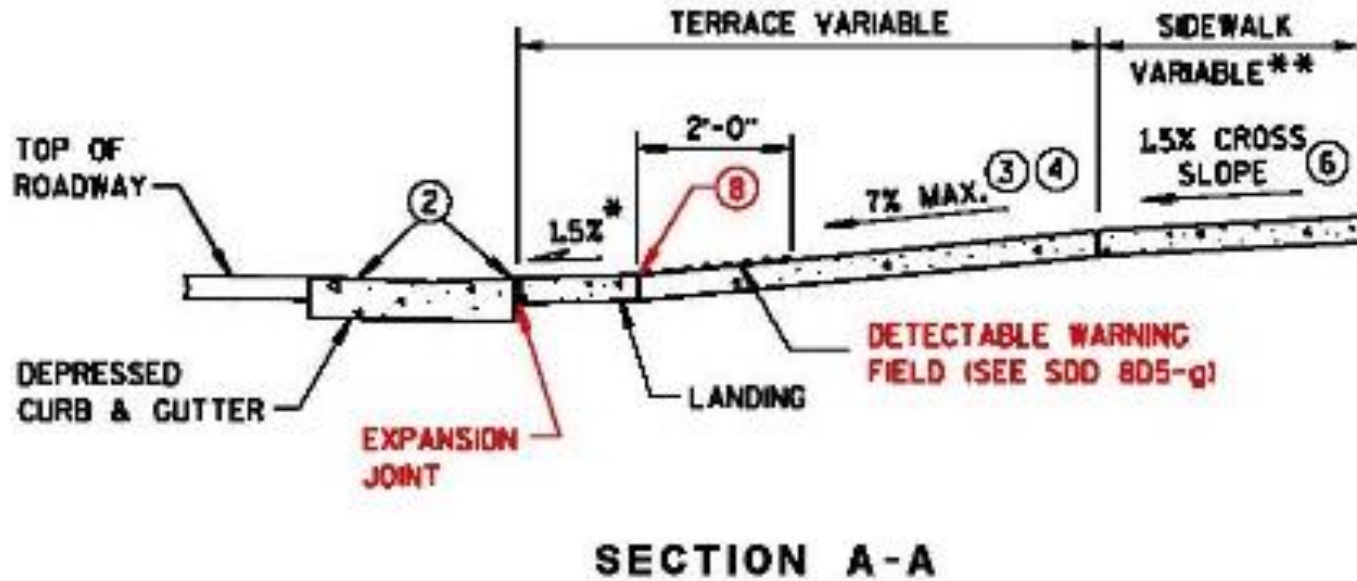 TERRACE VARIABLE
SIDEWALK
VARIABLE**
2'-0"
1.5% CROSS
SLOPE 6
TOP OF
ROADWAY
2
8
7% MAX. 3 4
1.5% *
DETECTABLE WARNING
FIELD (SEE SDD 8D5-g)
DEPRESSED
CURB & GUTTER
LANDING
EXPANSION
JOINT
SECTION A-A